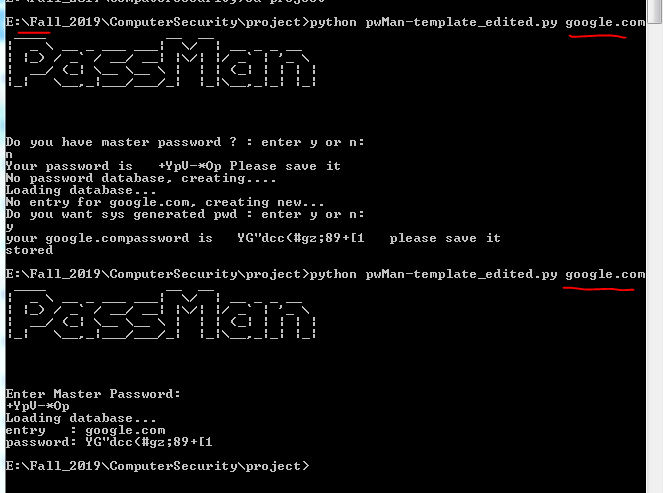 E:\Fall_2019\ComputerSecurity\project>python pwMan-template_edited.py google.com
PassMan
Do you have master password ? : enter y or n:
n
Your password is   +YpV-*Op Please save it
No password database, creating....
Loading database...
No entry for google.com, creating new...
Do you want sys generated pwd : enter y or n:
y
your google.compassword is   YG"dcc(#gz;89+[1   please save it
stored
E:\Fall_2019\ComputerSecurity\project>python pwMan-template_edited.py google.com
PassMan
Enter Master Password:
+YpV-*Op
Loading database...
entry   : google.com
password: YG"dcc(#gz;89+[1
E:\Fall_2019\ComputerSecurity\project>